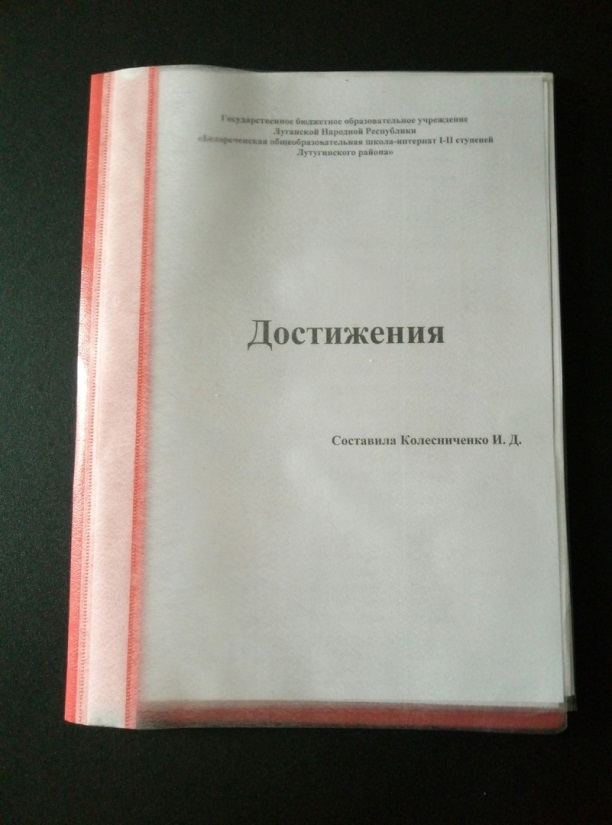 Государственное бюджетное образовательное учреждение
Луганской Народной Республики
«Белореченская общеобразовательная школа-интернат I-II ступеней
Лутугинского района»
Достижения
Составила Колесниченко И. Д.